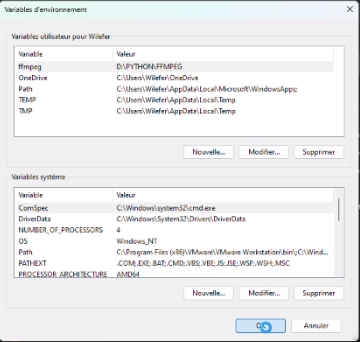 Variables d'environnement
Variables utilisateur pour Wilefer
Variable Valeur
ffmpeg D:\PYTHON\FFMPEG
OneDrive C:\Users\Wilefer\OneDrive
Path C:\Users\Wilefer\AppData\Local\Microsoft\WindowsApps;
TEMP C:\Users\Wilefer\AppData\Local\Temp
TMP C:\Users\Wilefer\AppData\Local\Temp
Nouvelle... Modifier... Supprimer
Variables système
Variable Valeur
ComSpec C:\Windows\system32\cmd.exe
DriverData C:\Windows\System32\Drivers\DriverData
NUMBER_OF_PROCESSORS 4
OS Windows_NT
Path C:\Program Files (x86)\VMware\VMware Workstation\bin\;C:\Wind...
PATHEXT .COM;.EXE;.BAT;.CMD;.VBS;.VBE;.JS;.JSE;.WSF;.WSH;.MSC
PROCESSOR_ARCHITECTURE AMD64
Nouvelle... Modifier... Supprimer
Annuler